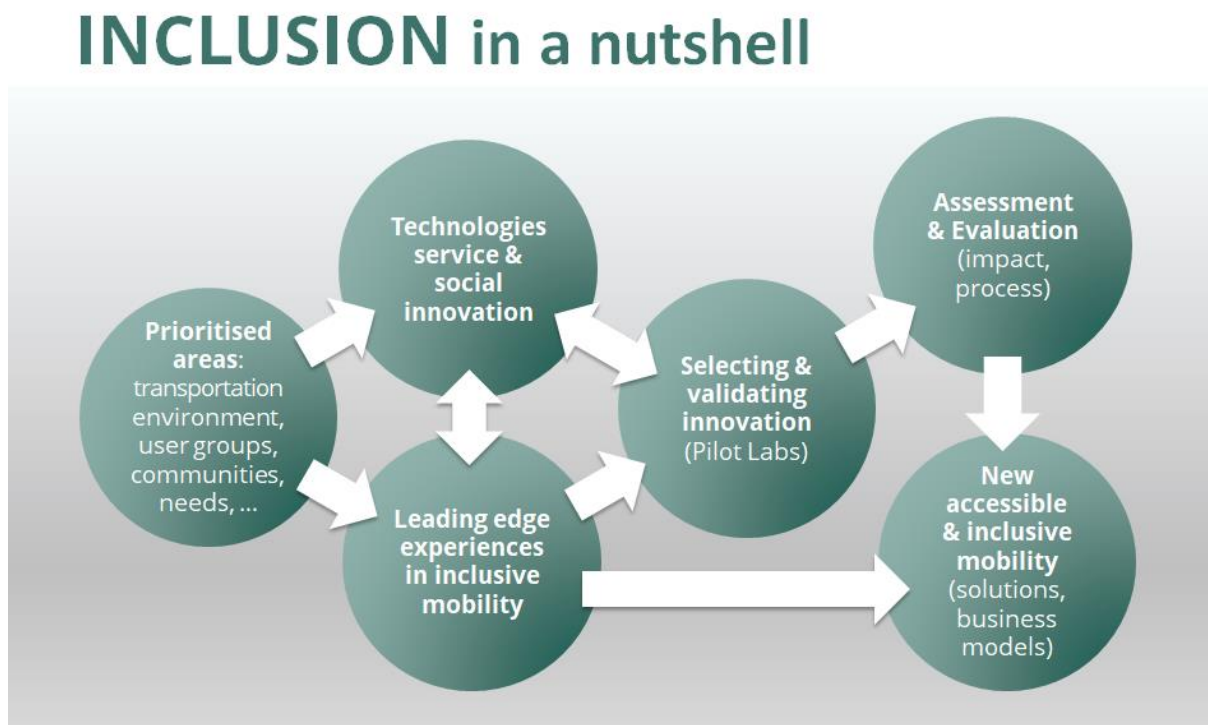 INCLUSION in a nutshell
Prioritised
areas:
transportation
environment,
user groups,
communities,
needs, ...
Technologies
service &
social
innovation
Leading edge
experiences
in inclusive
mobility
Selecting &
validating
innovation
(Pilot Labs)
Assessment
& Evaluation
(impact,
process)
New
accessible
& inclusive
mobility
(solutions,
business
models)